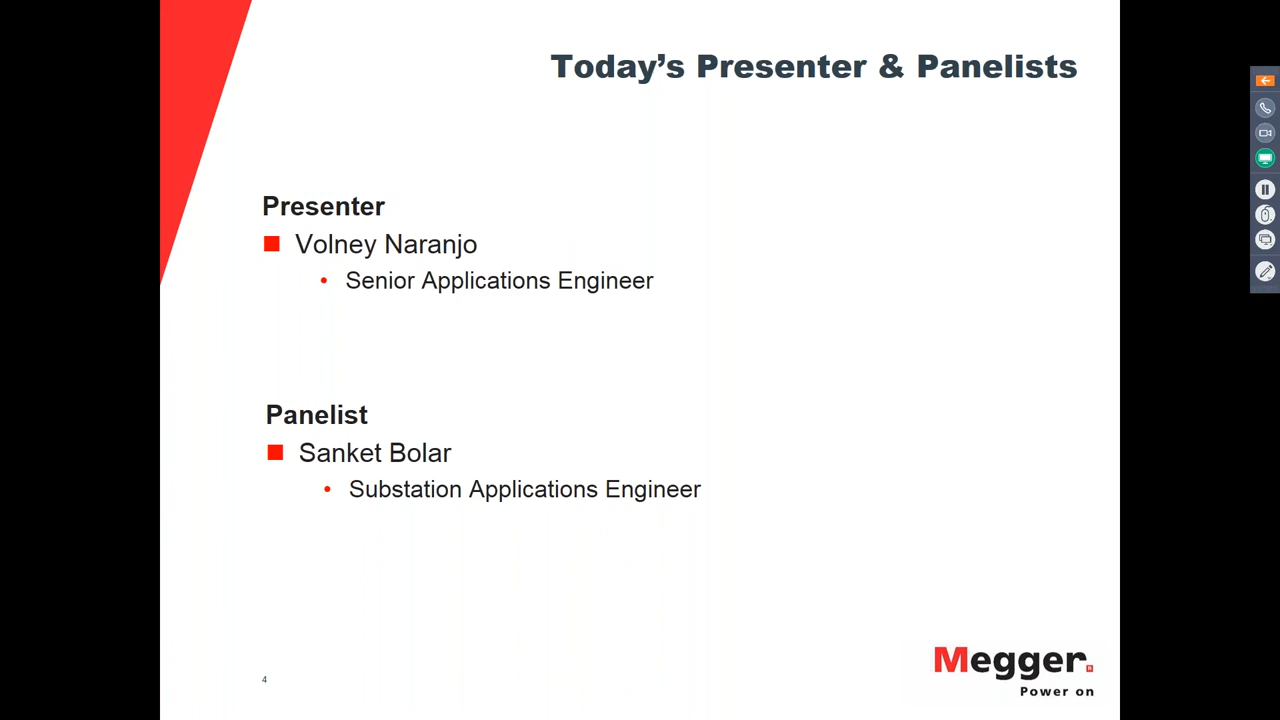 Today’s Presenter & Panelists
Presenter
Volney Naranjo
Senior Applications Engineer
Panelist
Sanket Bolar
Substation Applications Engineer
Megger.
Power on
4